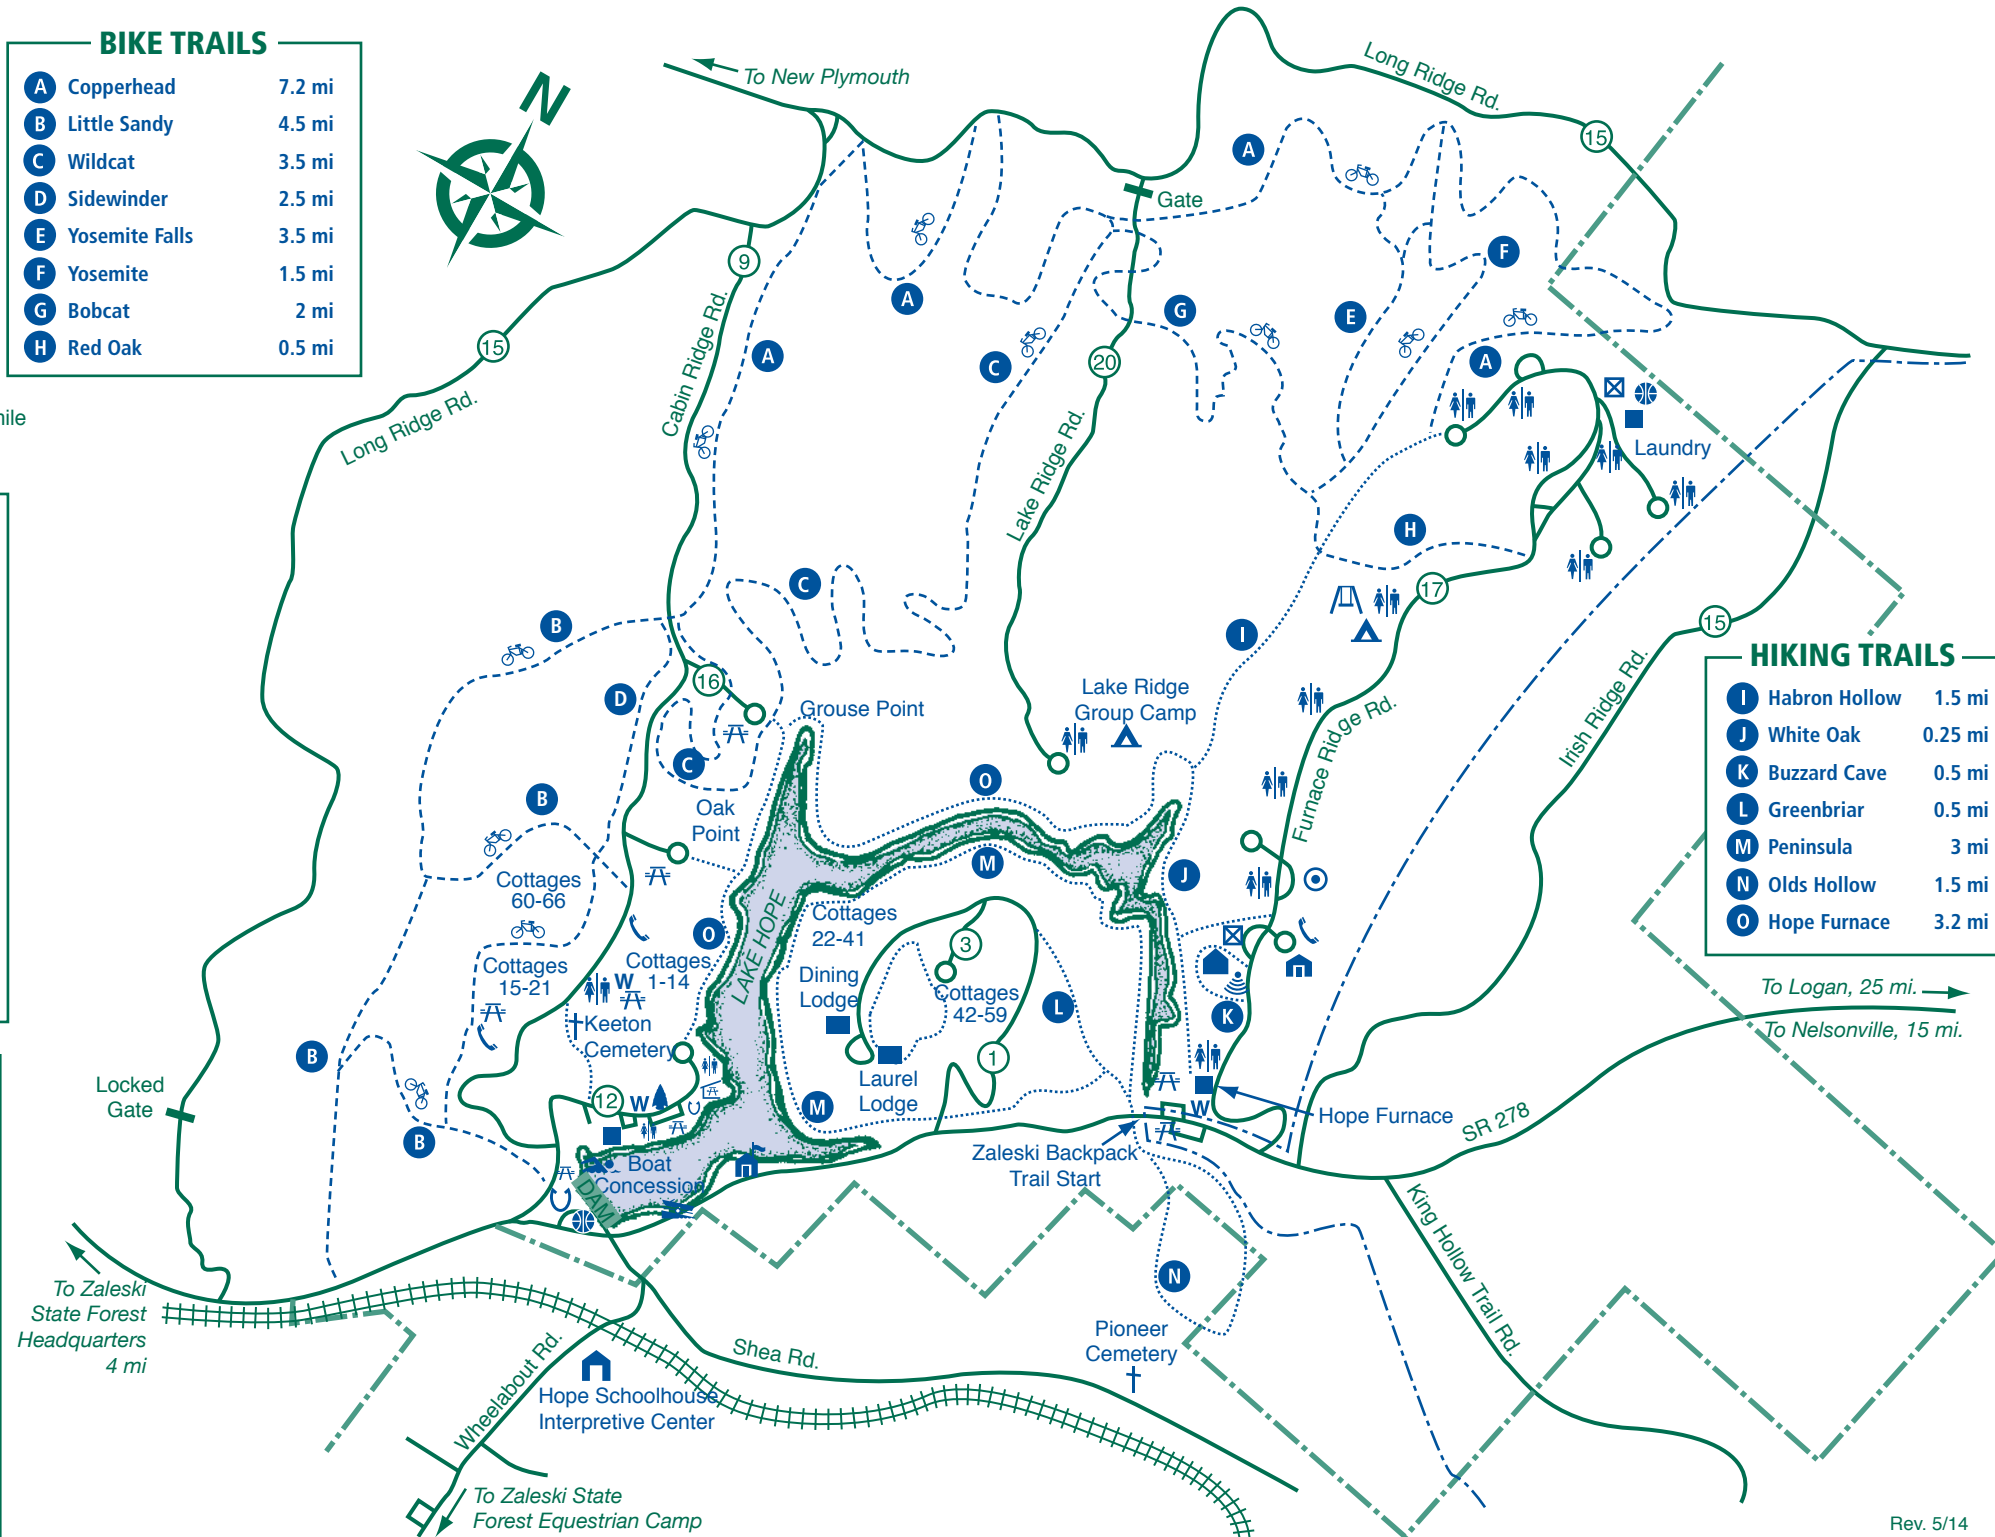 BIKE TRAILS
A Copperhead 7.2 mi
B Little Sandy 4.5 mi
C Wildcat 3.5 mi
D Sidewinder 2.5 mi
E Yosemite Falls 3.5 mi
F Yosemite 1.5 mi
G Bobcat 2 mi
H Red Oak 0.5 mi
N
To New Plymouth
Long Ridge Rd.
15
A
Gate
A
F
A
9
G
E
15
A
C
20
A
Cabin Ridge Rd.
Long Ridge Rd.
Lake Ridge Rd.
Laundry
H
C
17
B
I
15
D
16
Lake Ridge
Group Camp
Grouse Point
C
Furnace Ridge Rd.
Irish Ridge Rd.
HIKING TRAILS
I Habron Hollow 1.5 mi
J White Oak 0.25 mi
K Buzzard Cave 0.5 mi
L Greenbriar 0.5 mi
M Peninsula 3 mi
N Olds Hollow 1.5 mi
O Hope Furnace 3.2 mi
B
Oak
Point
O
M
J
Cottages
60-66
Cottages
22-41
O
LAKE HOPE
3
Cottages
15-21
Cottages
1-14
W
Dining
Lodge
Cottages
42-59
L
K
To Logan, 25 mi.
To Nelsonville, 15 mi.
Keeton
Cemetery
B
1
Laurel
Lodge
Locked
Gate
12
W
M
W
Hope Furnace
SR 278
B
Zaleski Backpack
Trail Start
Boat
Concession
DAM
King Hollow Trail Rd.
N
To Zaleski
State Forest
Headquarters
4 mi
Shea Rd.
Pioneer
Cemetery
Wheelabout Rd.
Hope Schoolhouse
Interpretive Center
To Zaleski State
Forest Equestrian Camp
Rev. 5/14